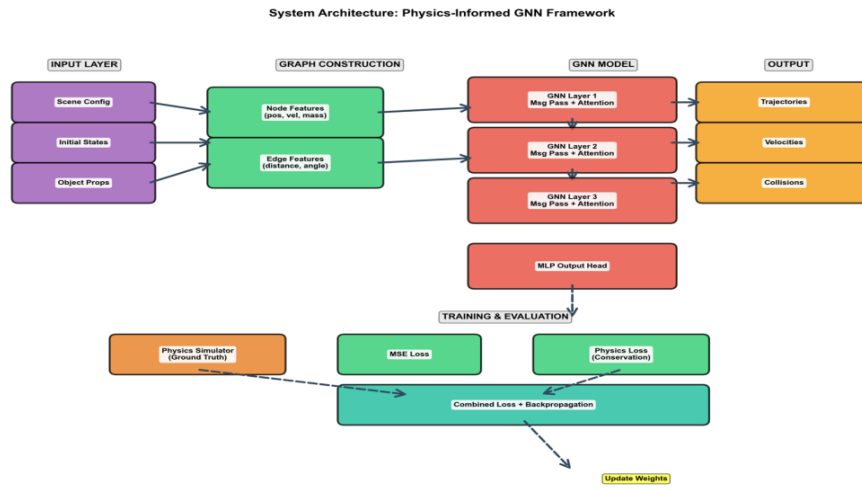 System Architecture: Physics-Informed GNN Framework
INPUT LAYER
GRAPH CONSTRUCTION
GNN MODEL
OUTPUT
Scene Config
Initial States
Object Props
Node Features
(pos, vel, mass)
Edge Features
(distance, angle)
GNN Layer 1
Msg Pass + Attention
GNN Layer 2
Msg Pass + Attention
GNN Layer 3
Msg Pass + Attention
MLP Output Head
Trajectories
Velocities
Collisions
TRAINING & EVALUATION
Physics Simulator
(Ground Truth)
MSE Loss
Physics Loss
(Conservation)
Combined Loss + Backpropagation
Update Weights